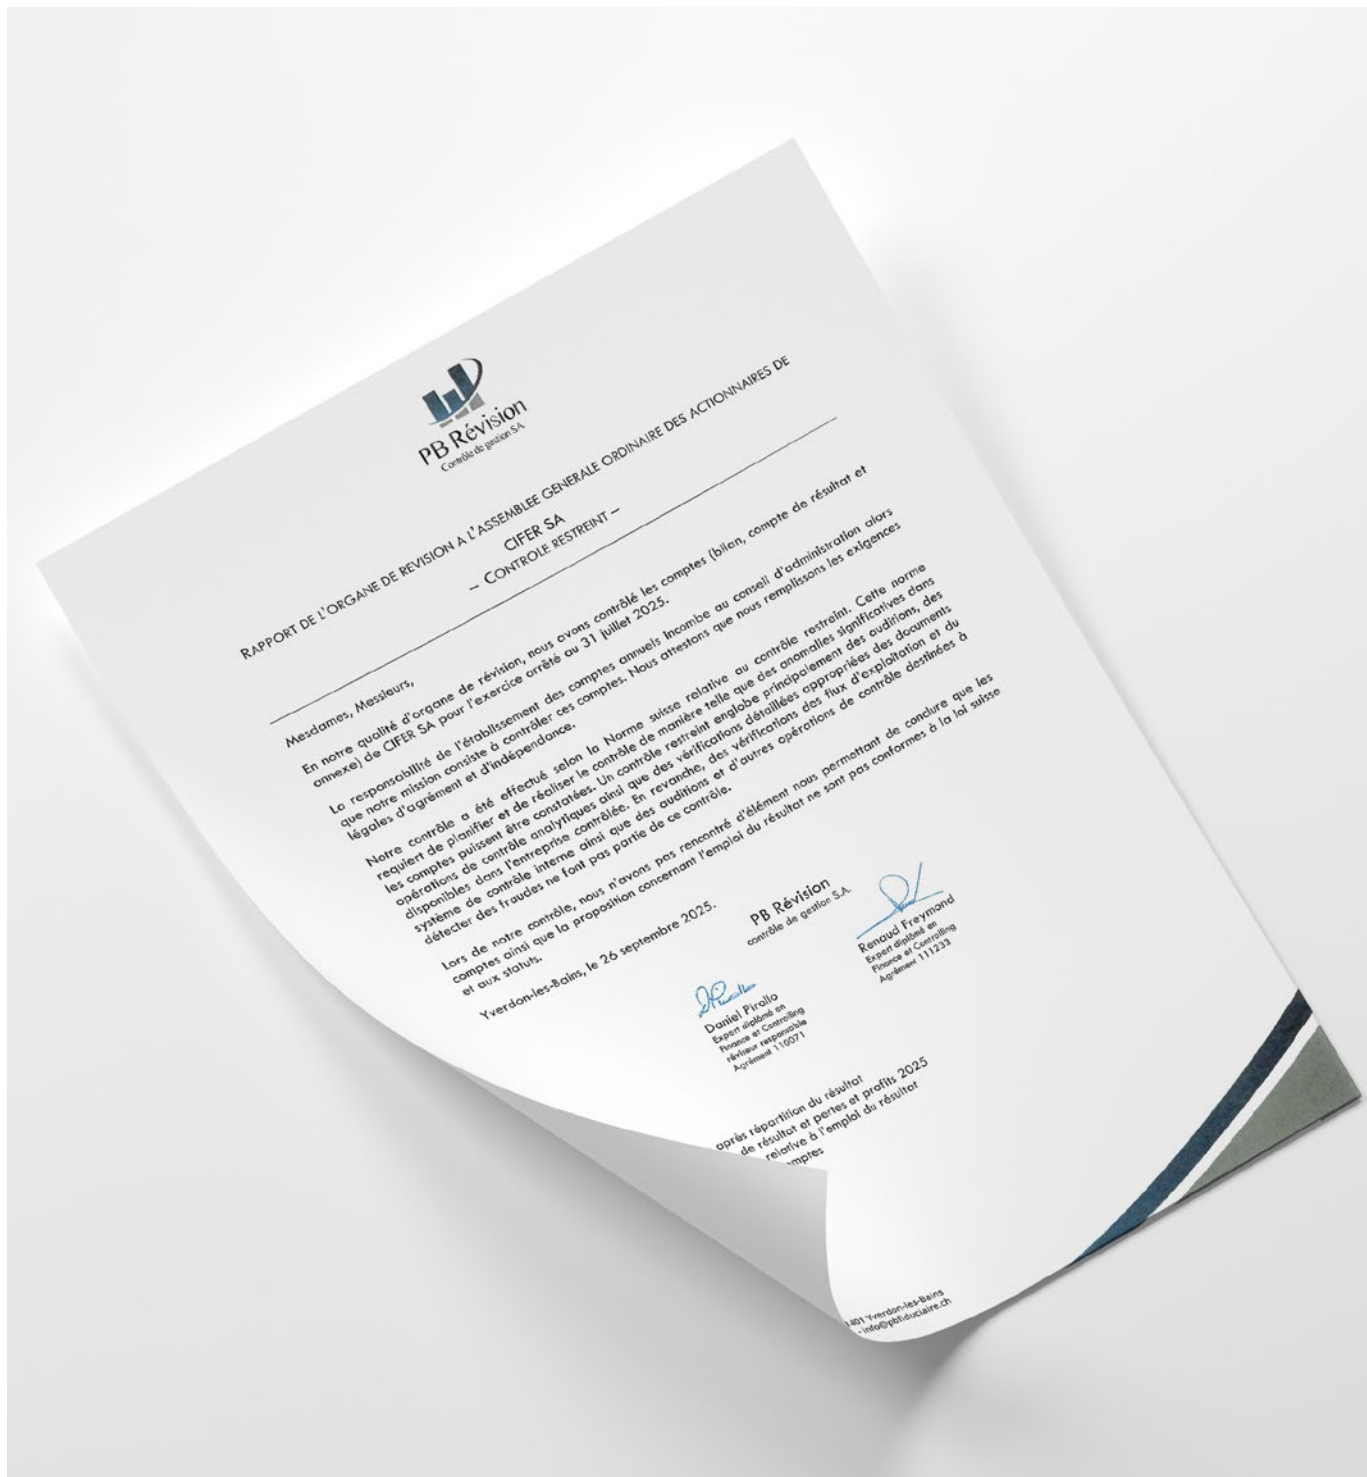 PB Révision
Contrôle de gestion SA
RAPPORT DE L'ORGANE DE REVISION A L'ASSEMBLEE GENERALE ORDINAIRE DES ACTIONNAIRES DE
CIFER SA
– CONTROLE RESTREINT –
Mesdames, Messieurs,
En notre qualité d'organe de révision, nous avons contrôlé les comptes (bilan, compte de résultat et
annexe) de CIFER SA pour l'exercice arrêté au 31 juillet 2025.
La responsabilité de l'établissement des comptes annuels incombe au conseil d'administration alors
que notre mission consiste à contrôler ces comptes. Nous attestons que nous remplissons les exigences
légales d'agrément et d'indépendance.
Notre contrôle a été effectué selon la Norme suisse relative au contrôle restreint. Cette norme
requiert de planifier et de réaliser le contrôle de manière telle que des anomalies significatives dans
les comptes puissent être constatées. Un contrôle restreint englobe principalement des auditions, des
opérations de contrôle analytiques ainsi que des vérifications détaillées appropriées des documents
disponibles dans l'entreprise contrôlée. En revanche, des vérifications des flux d'exploitation et du
système de contrôle interne ainsi que des auditions et d'autres opérations de contrôle destinées à
détecter des fraudes ne font pas partie de ce contrôle.
Lors de notre contrôle, nous n'avons pas rencontré d'élément nous permettant de conclure que les
comptes ainsi que la proposition concernant l'emploi du résultat ne sont pas conformes à la loi suisse
et aux statuts.
Yverdon-les-Bains, le 26 septembre 2025.
PB Révision
contrôle de gestion S.A.
Daniel Pirollo
Expert diplômé en
Finance et Controlling
réviseur responsable
Agrément 110071
Renaud Freymond
Expert diplômé en
Finance et Controlling
Agrément 111233
après répartition du résultat
de résultat et pertes et profits 2025
relative à l'emploi du résultat
omptes
1401 Yverdon-les-Bains
- info@pbfiduciaire.ch